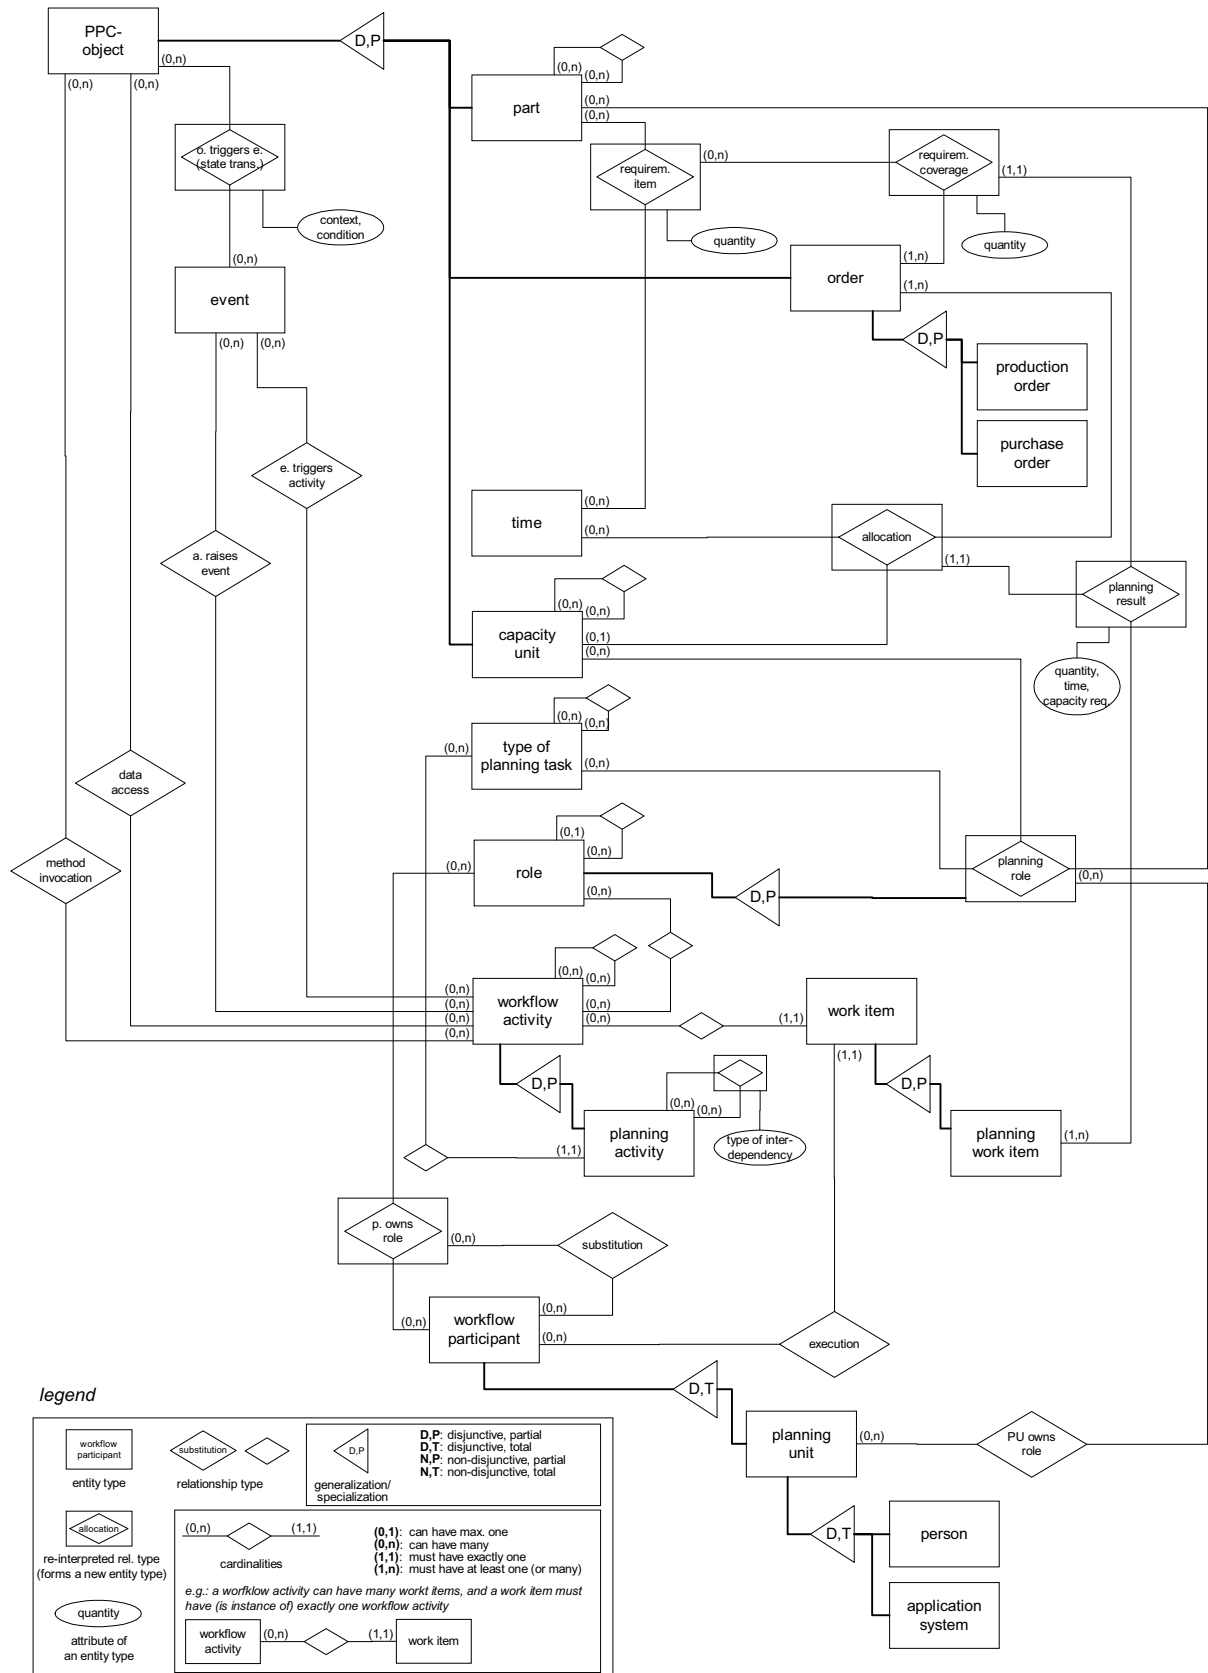 PPC-
object
D,P
(0,n)
(0,n)
(0,n)
(0,n)
(0,n)
part
(0,n)
(0,n)
o. triggers e.
(state trans.)
context,
condition
requirem.
item
(0,n)
requirem.
coverage
(1,1)
quantity
quantity
(0,n)
event
(0,n)
(0,n)
order
(1,n)
(1,n)
D,P
production
order
purchase
order
e. triggers
activity
time
(0,n)
(0,n)
allocation
(1,1)
a. raises
event
planning
result
quantity,
time,
capacity req.
(0,n)
(0,n)
capacity
unit
(0,1)
(0,n)
(0,n)
(0,n)
(0,n)
type of
planning task
(0,n)
data
access
method
invocation
(0,1)
(0,n)
(0,n)
role
(0,n)
D,P
planning
role
(0,n)
(0,n)
(0,n)
(0,n)
(0,n)
(0,n)
(0,n)
workflow
activity
(0,n)
(0,n)
(1,1)
work item
(1,1)
D,P
D,P
(0,n)
(0,n)
type of inter-
dependency
(1,1)
planning
activity
planning
work item
(1,n)
p. owns
role
(0,n)
substitution
(0,n)
workflow
participant
(0,n)
(0,n)
execution
D,T
planning
unit
(0,n)
PU owns
role
D,T
person
application
system
legend
workflow
participant
entity type
substitution
relationship type
D,P
generalization/
specialization
D,P: disjunctive, partial
D,T: disjunctive, total
N,P: non-disjunctive, partial
N,T: non-disjunctive, total
allocation
re-interpreted rel. type
(forms a new entity type)
(0,n)
(1,1)
cardinalities
(0,1): can have max. one
(0,n): can have many
(1,1): must have exactly one
(1,n): must have at least one (or many)
e.g.: a worfklow activity can have many workt items, and a work item must
have (is instance of) exactly one workflow activity
quantity
attribute of
an entity type
workflow
activity
(0,n)
(1,1)
work item